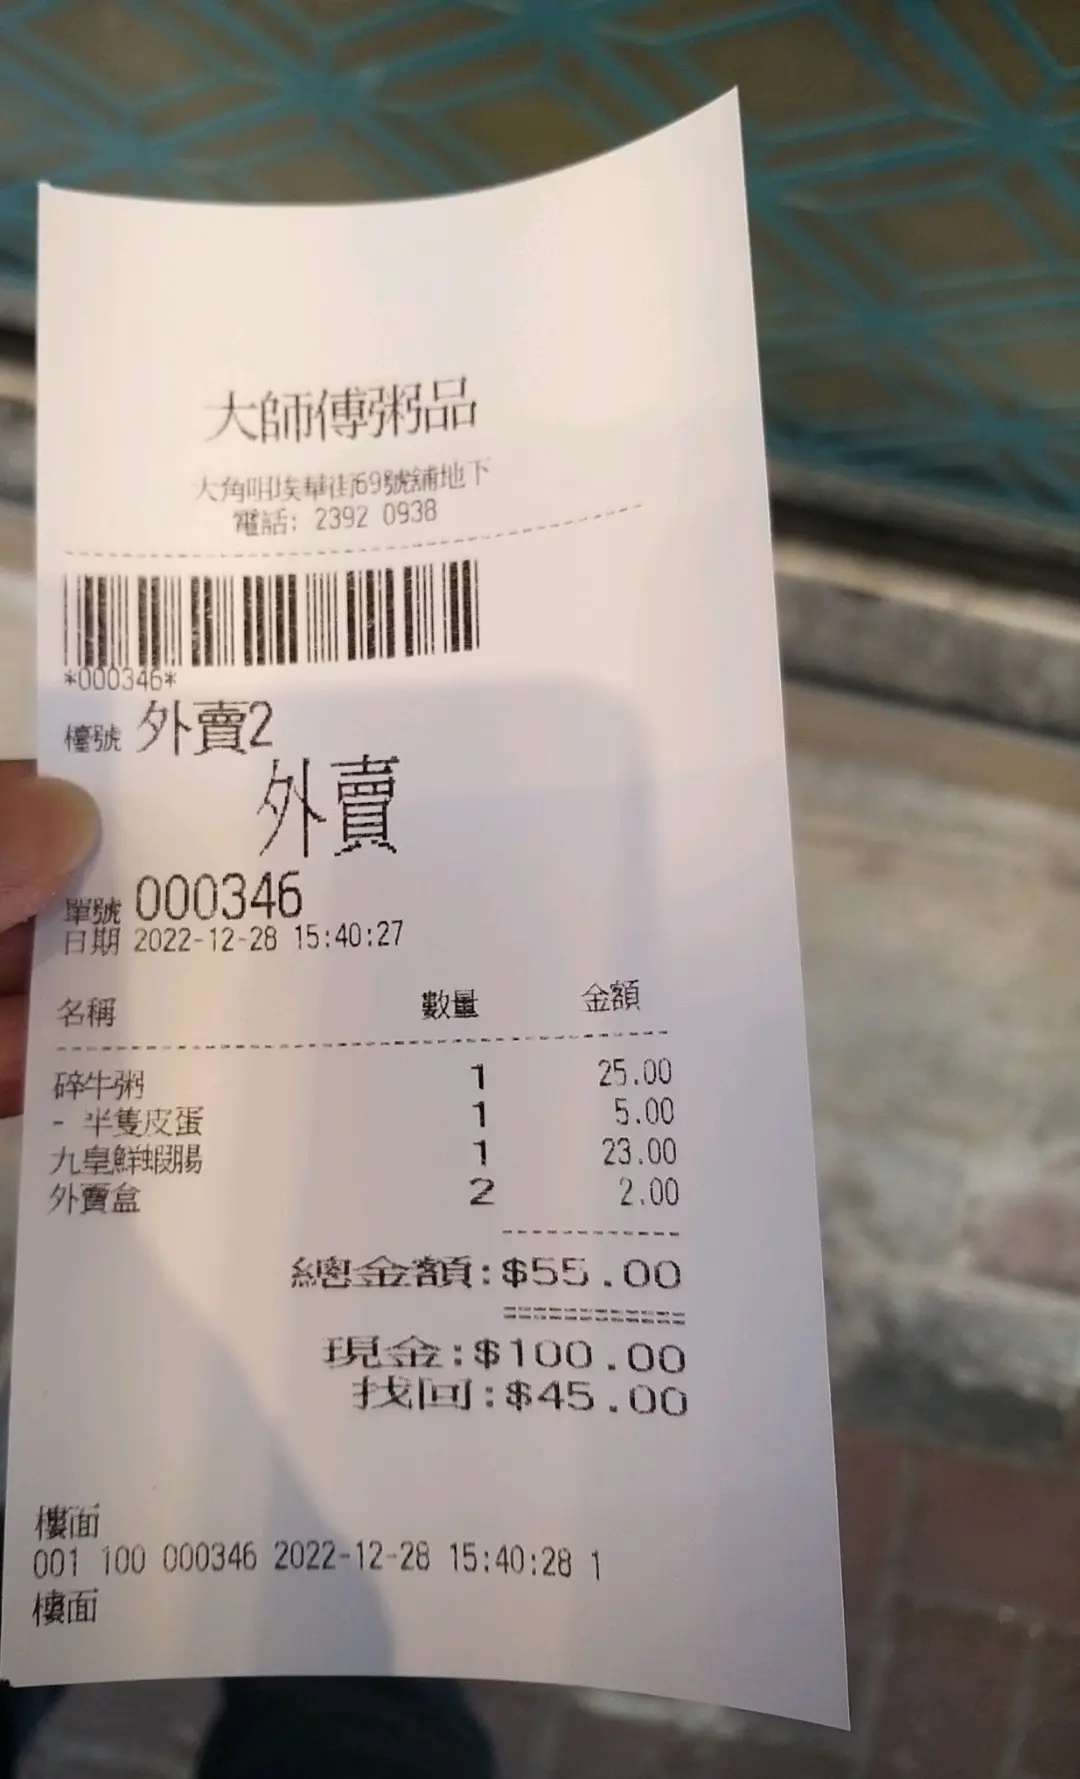 大師傅粥品
大角咀埃華街69號舖地下
電話: 2392 0938
*000346*
檯號 外賣2
外賣
單號 000346
日期 2022-12-28 15:40:27
名稱 數量 金額
碎牛粥 1 25.00
- 半隻皮蛋 1 5.00
九皇鮮蝦腸 1 23.00
外賣盒 2 2.00
總金額:$55.00
現金:$100.00
找回:$45.00
樓面
001 100 000346 2022-12-28 15:40:28 1
樓面